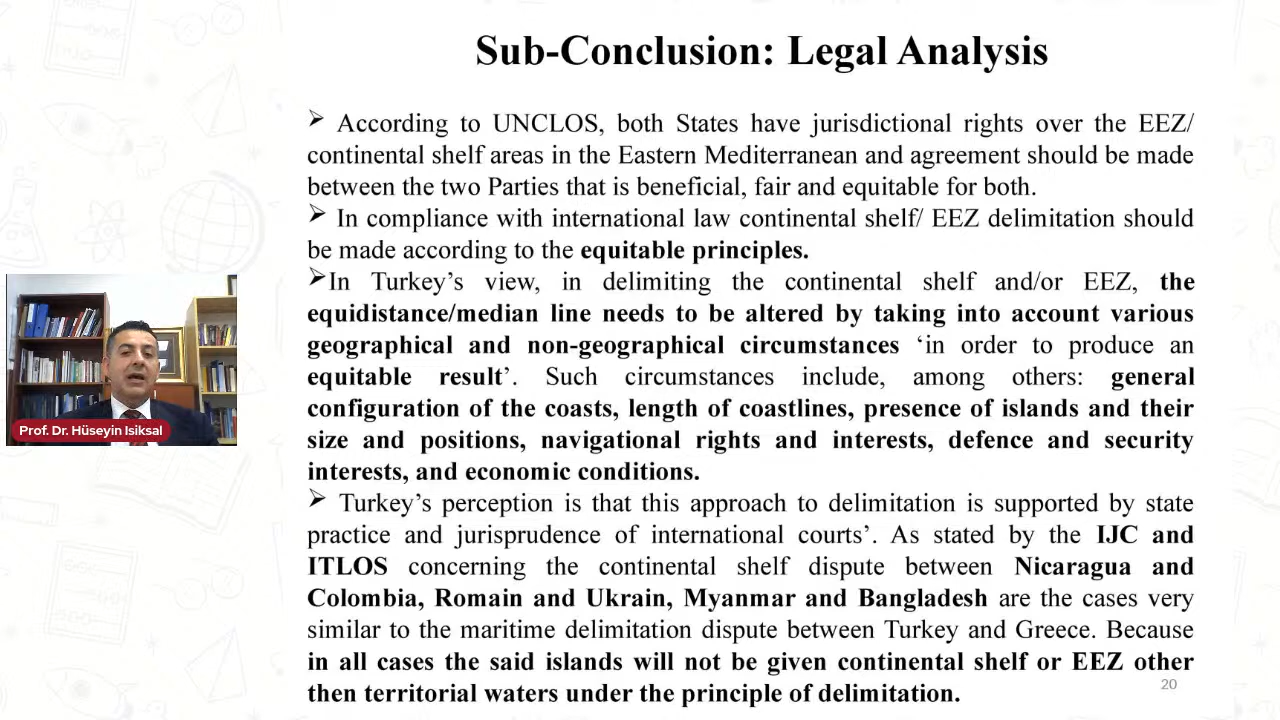 Sub-Conclusion: Legal Analysis
➢ According to UNCLOS, both States have jurisdictional rights over the EEZ/
continental shelf areas in the Eastern Mediterranean and agreement should be made
between the two Parties that is beneficial, fair and equitable for both.
➢ In compliance with international law continental shelf/ EEZ delimitation should
be made according to the equitable principles.
➢In Turkey’s view, in delimiting the continental shelf and/or EEZ, the
equidistance/median line needs to be altered by taking into account various
geographical and non-geographical circumstances ‘in order to produce an
equitable result’. Such circumstances include, among others: general
configuration of the coasts, length of coastlines, presence of islands and their
size and positions, navigational rights and interests, defence and security
interests, and economic conditions.
➢ Turkey’s perception is that this approach to delimitation is supported by state
practice and jurisprudence of international courts’. As stated by the IJC and
ITLOS concerning the continental shelf dispute between Nicaragua and
Colombia, Romain and Ukrain, Myanmar and Bangladesh are the cases very
similar to the maritime delimitation dispute between Turkey and Greece. Because
in all cases the said islands will not be given continental shelf or EEZ other
then territorial waters under the principle of delimitation.
20
Prof. Dr. Hüseyin Isiksal